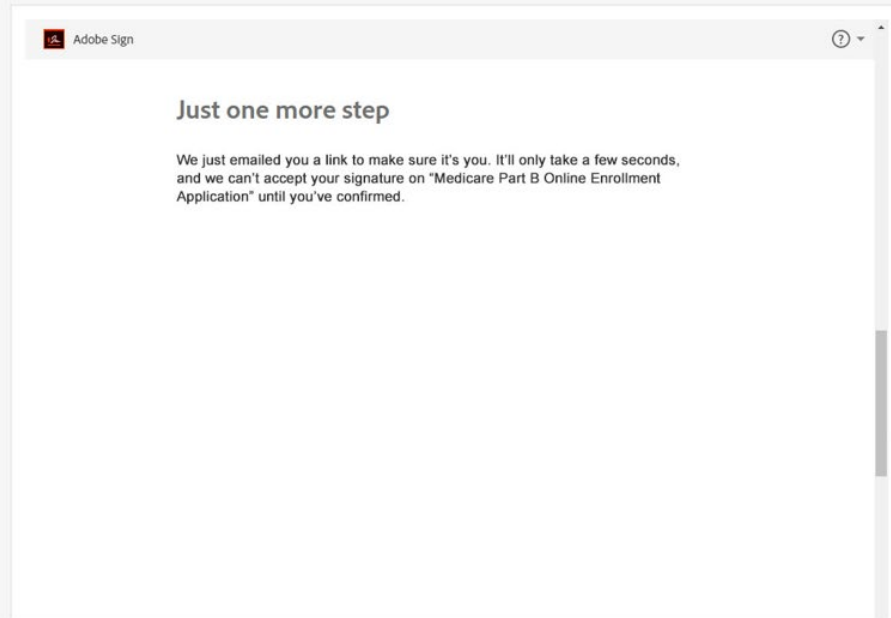 Adobe Sign
Just one more step
We just emailed you a link to make sure it's you. It'll only take a few seconds,
and we can't accept your signature on “Medicare Part B Online Enrollment
Application” until you've confirmed.